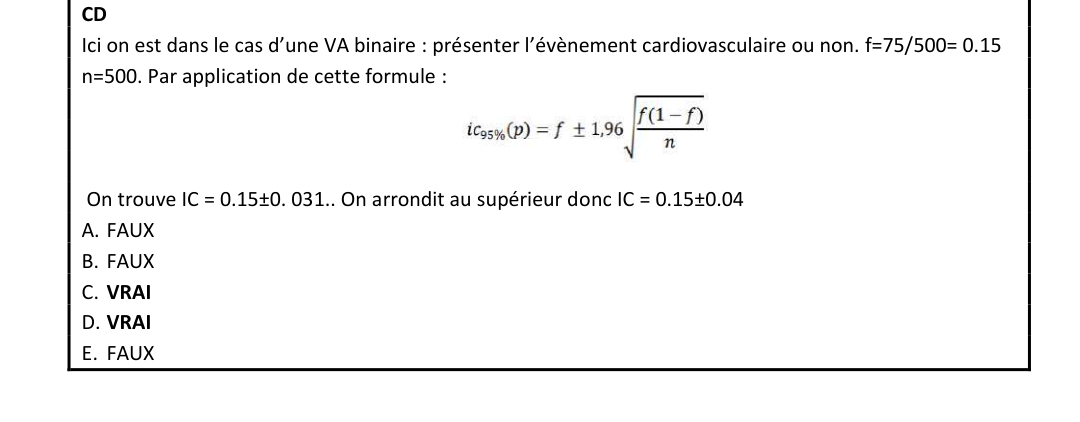 CD
Ici on est dans le cas d’une VA binaire : présenter l’évènement cardiovasculaire ou non. f=75/500= 0.15
n=500. Par application de cette formule :
ic95%(p) = f ± 1,96 √(f(1 − f)/n)
On trouve IC = 0.15±0. 031.. On arrondit au supérieur donc IC = 0.15±0.04
A. FAUX
B. FAUX
C. VRAI
D. VRAI
E. FAUX